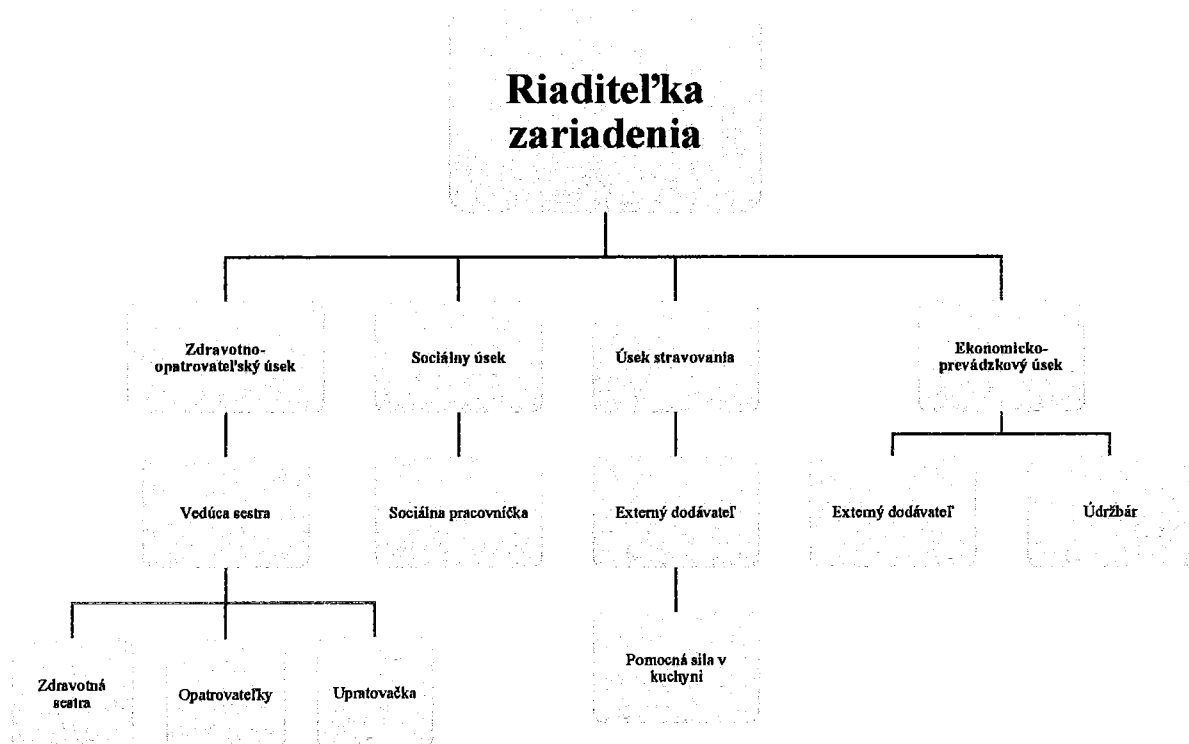 Riaditeľka
zariadenia
Zdravotno-
opatrovateľský úsek
Sociálny úsek
Úsek stravovania
Ekonomicko-
prevádzkový úsek
Vedúca sestra
Sociálna pracovníčka
Externý dodávateľ
Externý dodávateľ
Údržbár
Zdravotná
sestra
Opatrovateľky
Upratovačka
Pomocná sila v
kuchyni